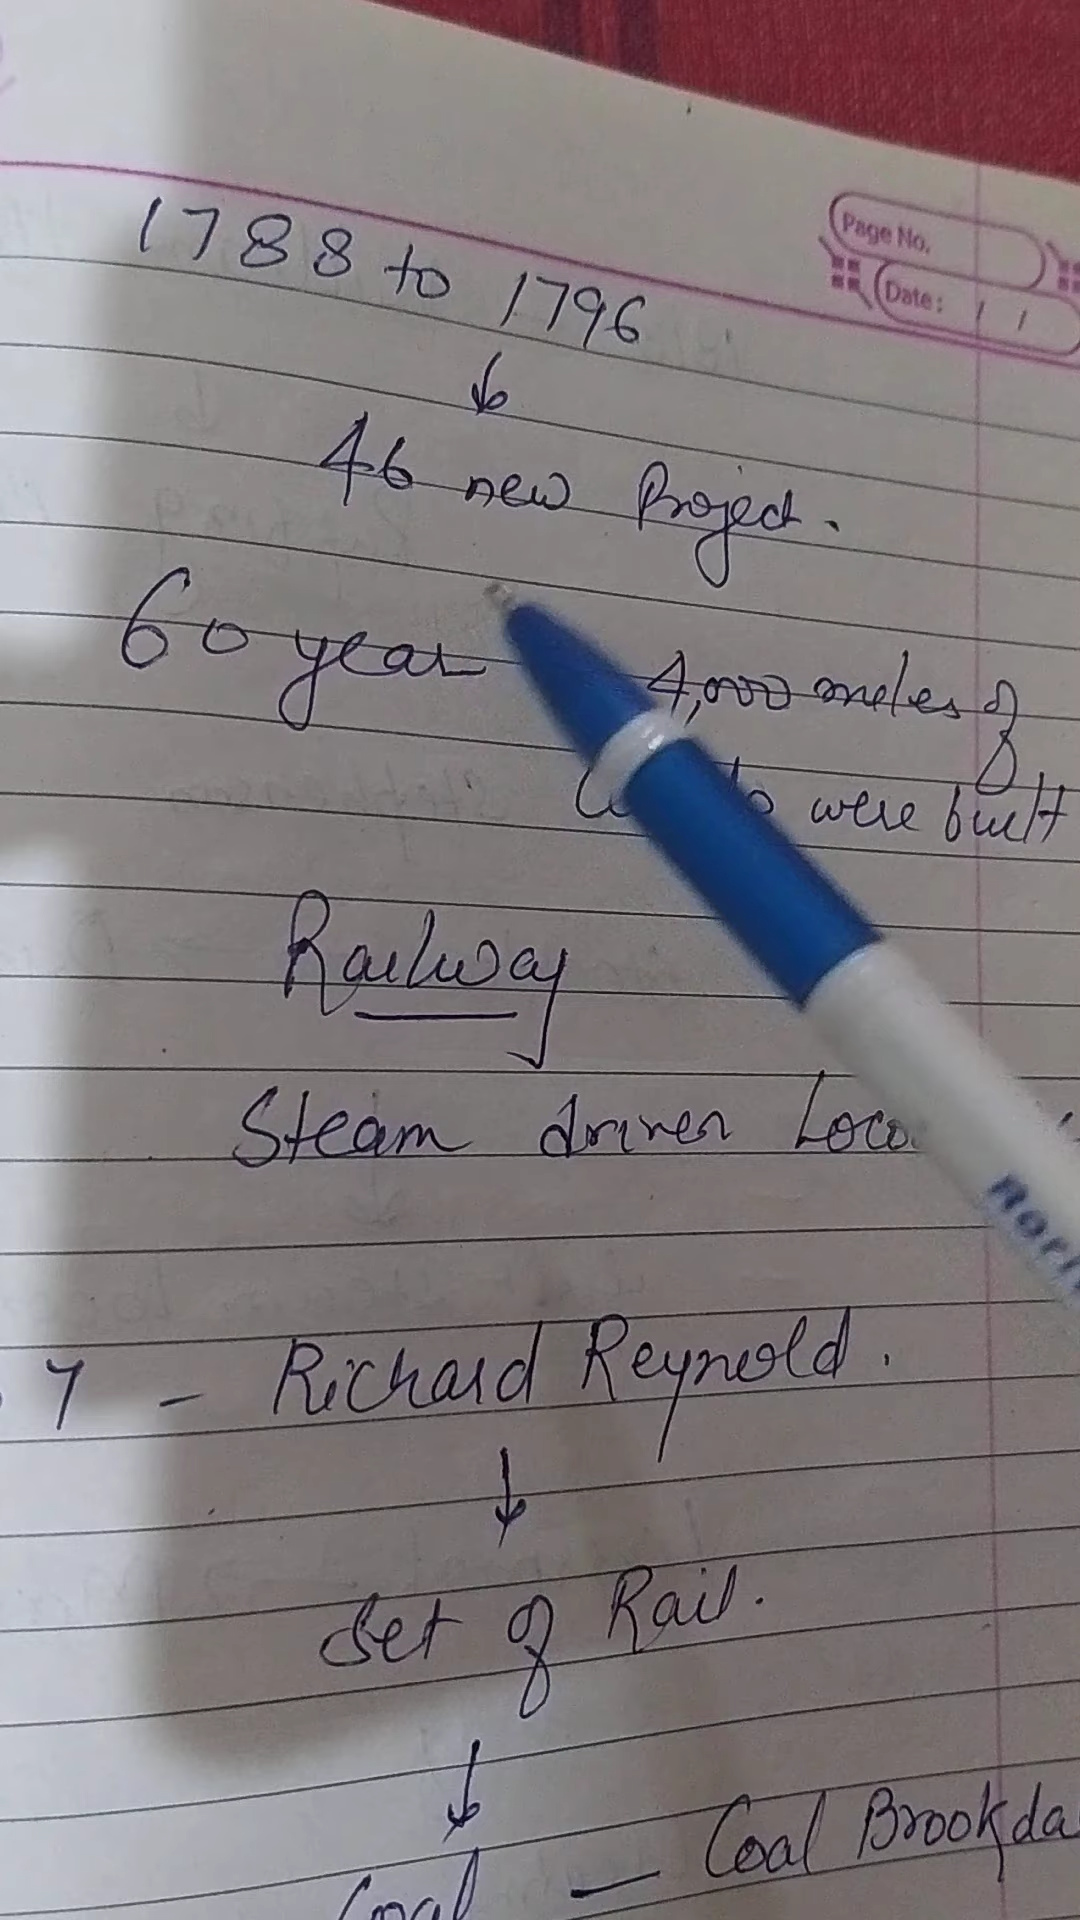 Page No.
Date: / /
1788 to 1796
↓
46 new Project.
60 year 4,000 miles of
were built
Railway
Steam driven
7 - Richard Reynold.
↓
Set of Rail.
↓
Coal — Coal Brookda